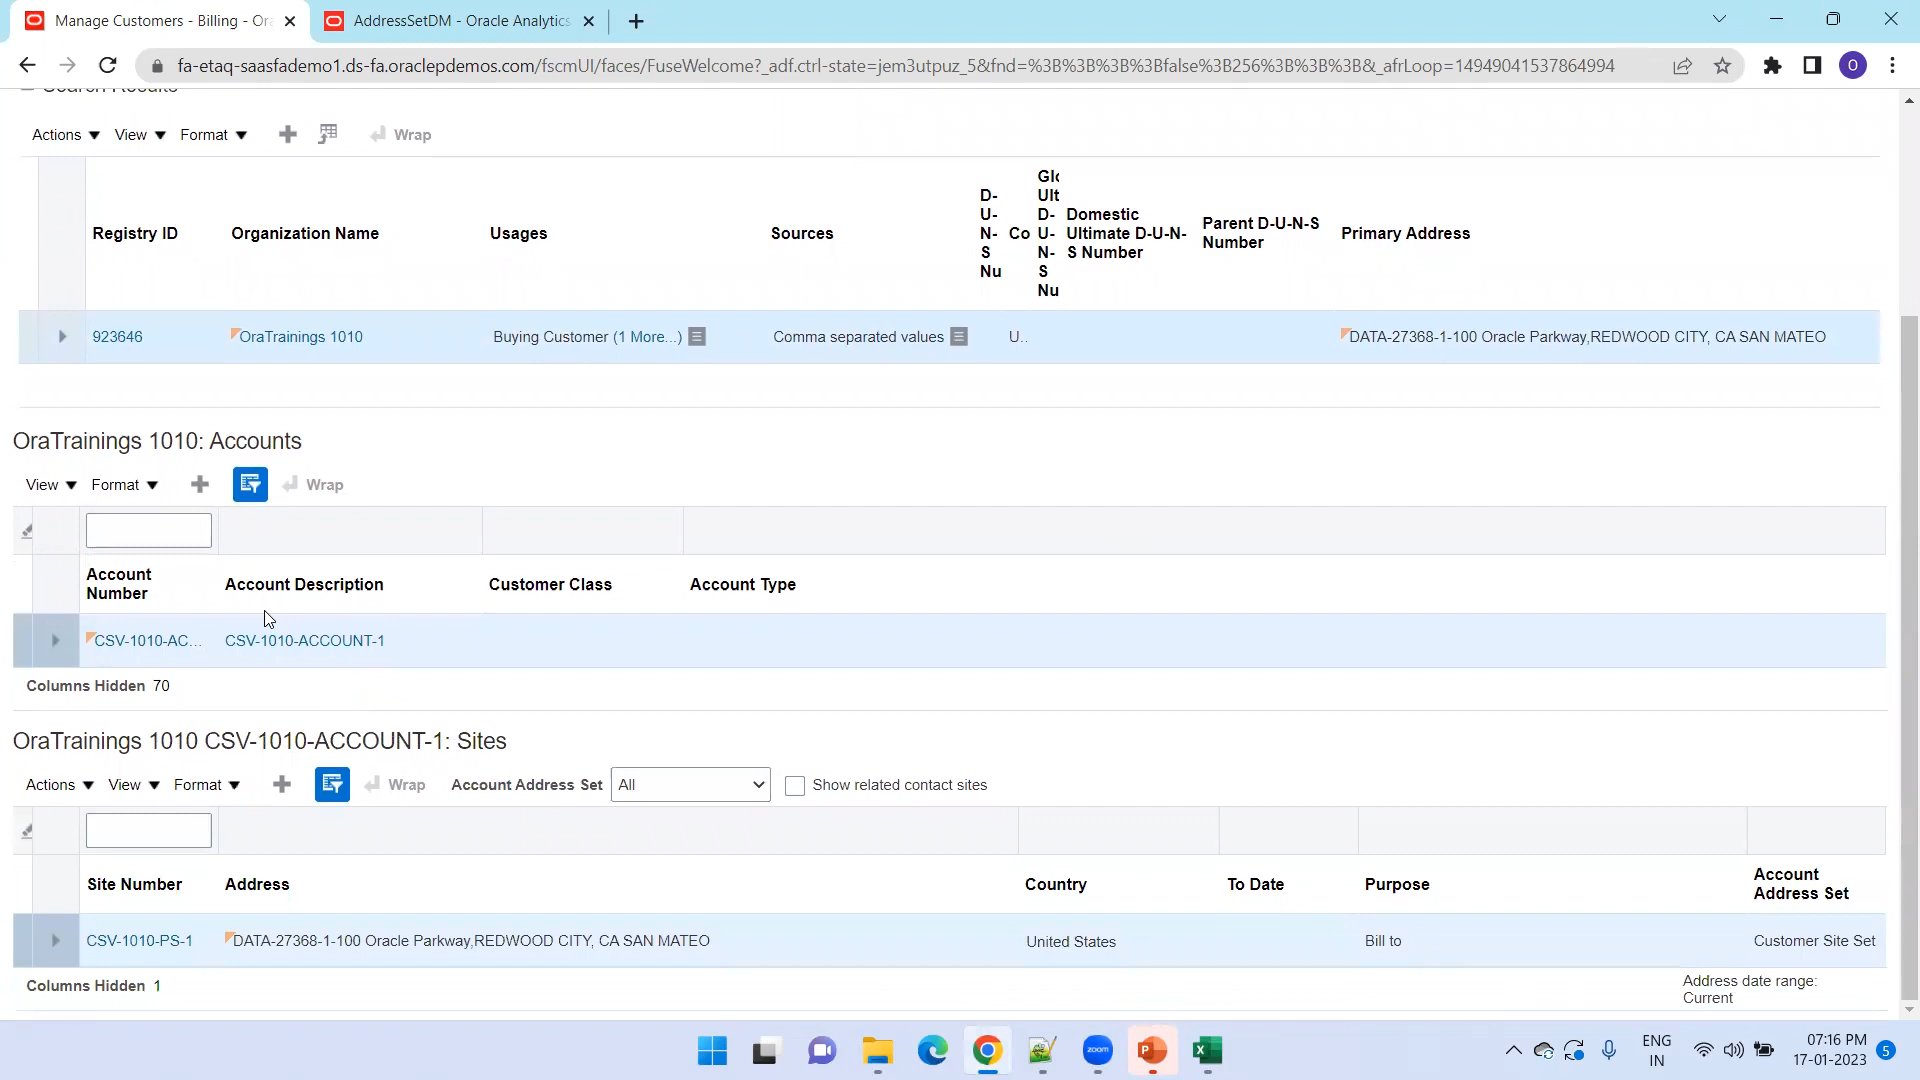 Manage Customers - Billing - Ora
AddressSetDM - Oracle Analytics
fa-etaq-saasfademo1.ds-fa.oraclepdemos.com/fscmUI/faces/FuseWelcome?_adf.ctrl-state=jem3utpuz_5&fnd=%3B%3B%3B%3Bfalse%3B256%3B%3B%3B&_afrLoop=14949041537864994
O
Search Results
Actions View Format Wrap
Registry ID
Organization Name
Usages
Sources
D-
U-
N-
S
Nu
Co
Glo
Ult
D-
U-
N-
S
Nu
Domestic
Ultimate D-U-N-
S Number
Parent D-U-N-S
Number
Primary Address
923646 OraTrainings 1010 Buying Customer (1 More...) Comma separated values U.. DATA-27368-1-100 Oracle Parkway,REDWOOD CITY, CA SAN MATEO
OraTrainings 1010: Accounts
View Format Wrap
Account
Number
Account Description Customer Class Account Type
CSV-1010-AC... CSV-1010-ACCOUNT-1
Columns Hidden 70
OraTrainings 1010 CSV-1010-ACCOUNT-1: Sites
Actions View Format Wrap Account Address Set All Show related contact sites
Site Number Address Country To Date Purpose
Account
Address Set
CSV-1010-PS-1 DATA-27368-1-100 Oracle Parkway,REDWOOD CITY, CA SAN MATEO United States Bill to Customer Site Set
Columns Hidden 1
Address date range:
Current
zoom
ENG
IN
07:16 PM
17-01-2023
5